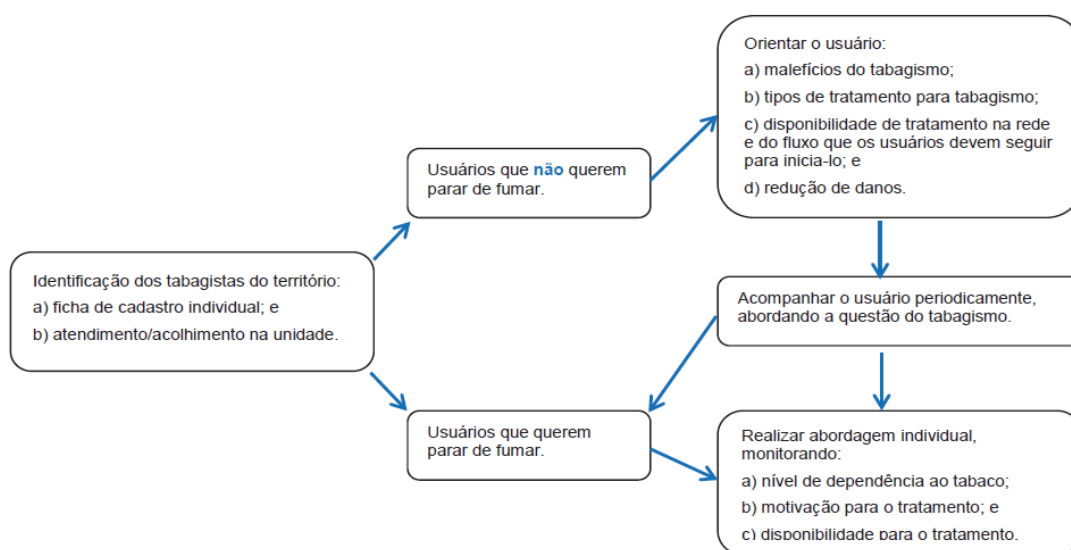 Identificação dos tabagistas do território:
a) ficha de cadastro individual; e
b) atendimento/acolhimento na unidade.
Usuários que não querem
parar de fumar.
Orientar o usuário:
a) malefícios do tabagismo;
b) tipos de tratamento para tabagismo;
c) disponibilidade de tratamento na rede
e do fluxo que os usuários devem seguir
para inicia-lo; e
d) redução de danos.
Acompanhar o usuário periodicamente,
abordando a questão do tabagismo.
Usuários que querem
parar de fumar.
Realizar abordagem individual,
monitorando:
a) nível de dependência ao tabaco;
b) motivação para o tratamento; e
c) disponibilidade para o tratamento.